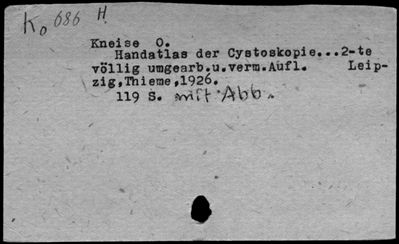 Ko 686 H.
Kneise O.
Handatlas der Cystoskopie...2-te
völlig umgearb.u.verm.Aufl. Leip-
zig,Thieme,1926.
119 S. mit Abb.